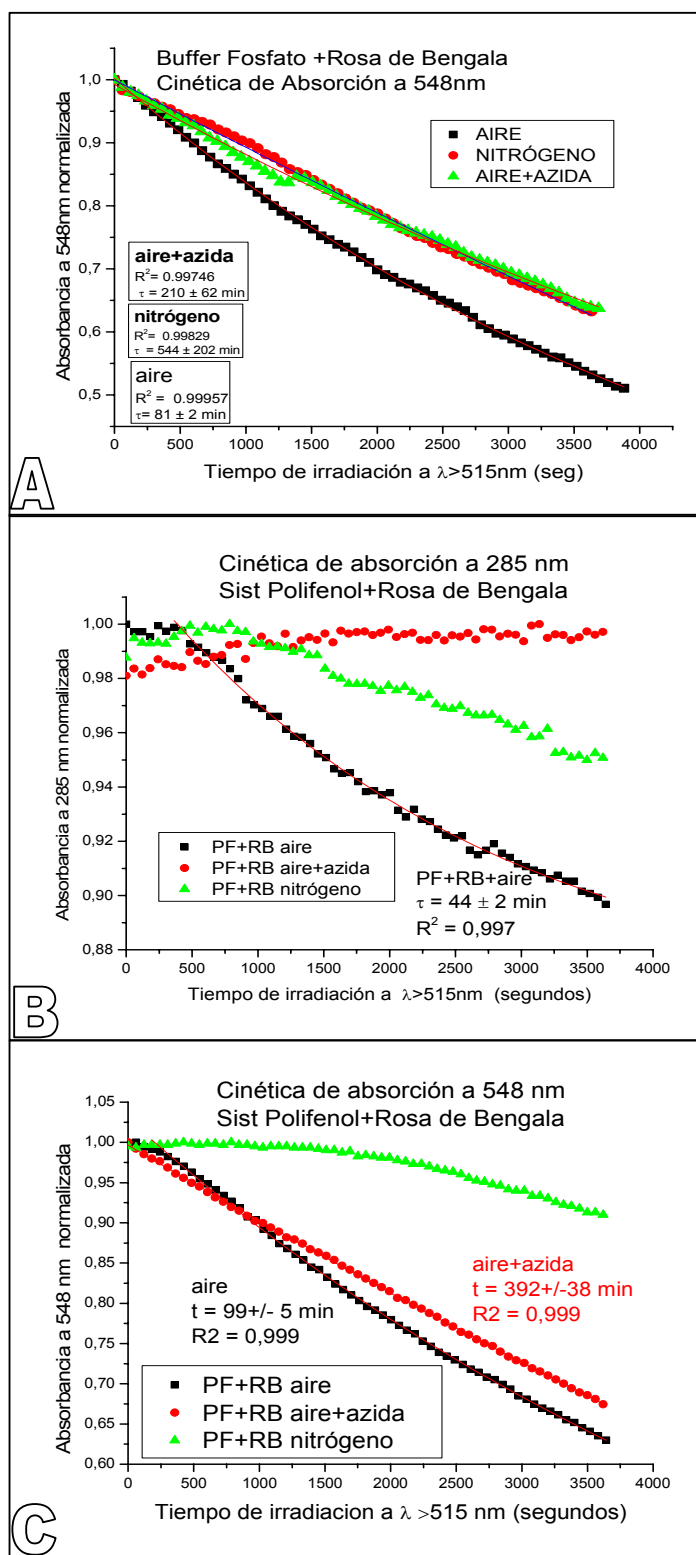 Buffer Fosfato +Rosa de Bengala
Cinética de Absorción a 548nm
AIRE
NITRÓGENO
AIRE+AZIDA
aire+azida
R²= 0.99746
τ = 210 ± 62 min
nitrógeno
R²= 0.99829
τ = 544 ± 202 min
aire
R² = 0.99957
τ= 81 ± 2 min
Absorbancia a 548nm normalizada
1,0
0,9
0,8
0,7
0,6
0,5
0 500 1000 1500 2000 2500 3000 3500 4000
Tiempo de irradiación a λ>515nm (seg)
A
Cinética de absorción a 285 nm
Sist Polifenol+Rosa de Bengala
Absorbancia a 285 nm normalizada
1.00
0.98
0.96
0.94
0.92
0.90
0.88
PF+RB aire
PF+RB aire+azida
PF+RB nitrógeno
PF+RB+aire
τ = 44 ± 2 min
R² = 0,997
0 500 1000 1500 2000 2500 3000 3500 4000
Tiempo de irradiación a λ>515nm (segundos)
B
Cinética de absorción a 548 nm
Sist Polifenol+Rosa de Bengala
Absorbancia a 548 nm normalizada
1,05
1,00
0,95
0,90
0,85
0,80
0,75
0,70
0,65
0,60
aire+azida
t = 392+/-38 min
R2 = 0,999
aire
t = 99+/- 5 min
R2 = 0,999
PF+RB aire
PF+RB aire+azida
PF+RB nitrógeno
0 500 1000 1500 2000 2500 3000 3500 4000
Tiempo de irradiacion a λ >515 nm (segundos)
C